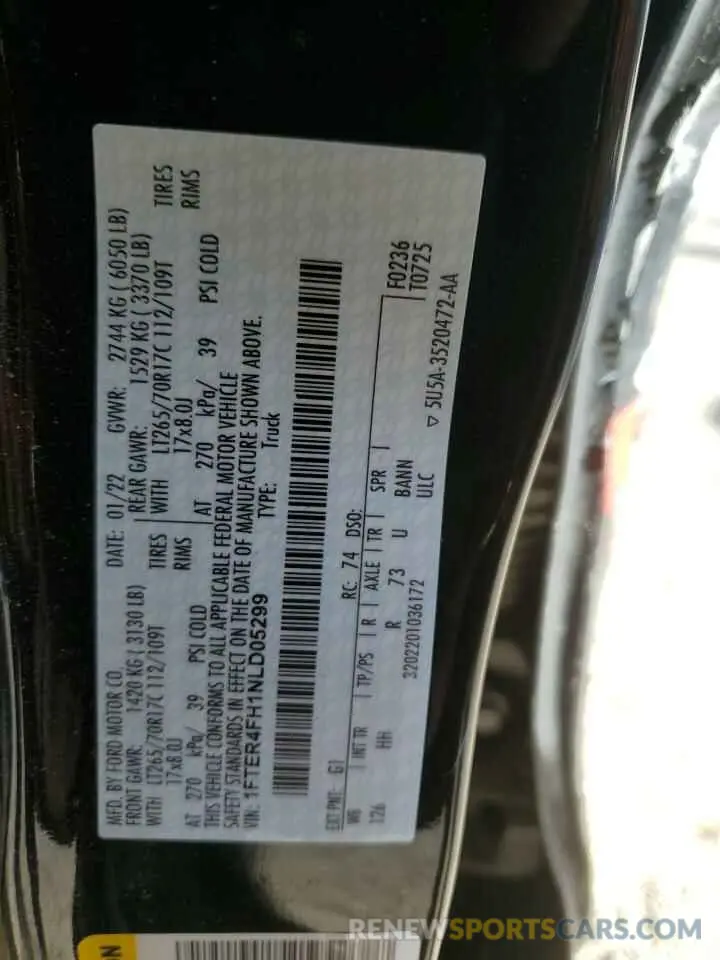 MFD. BY FORD MOTOR CO. DATE: 01/22 GVWR: 2744 KG ( 6050 LB)
FRONT GAWR: 1420 KG ( 3130 LB) REAR GAWR: 1529 KG ( 3370 LB)
WITH LT265/70R17C 112/109T TIRES WITH LT265/70R17C 112/109T TIRES
17x8.0J RIMS 17x8.0J RIMS
AT 270 kPa/ 39 PSI COLD AT 270 kPa/ 39 PSI COLD
THIS VEHICLE CONFORMS TO ALL APPLICABLE FEDERAL MOTOR VEHICLE
SAFETY STANDARDS IN EFFECT ON THE DATE OF MANUFACTURE SHOWN ABOVE.
VIN: 1FTER4FH1NLD05299 TYPE: Truck
EXT PNT: G1 RC: 74 DSO: F0236
WB INT TR TP/PS R AXLE TR SPR T0725
126 HH R 73 U BANN
3202201036172 ULC
▽ 5U5A-3520472-AA
ON
RENEWSPORTSCARS.COM